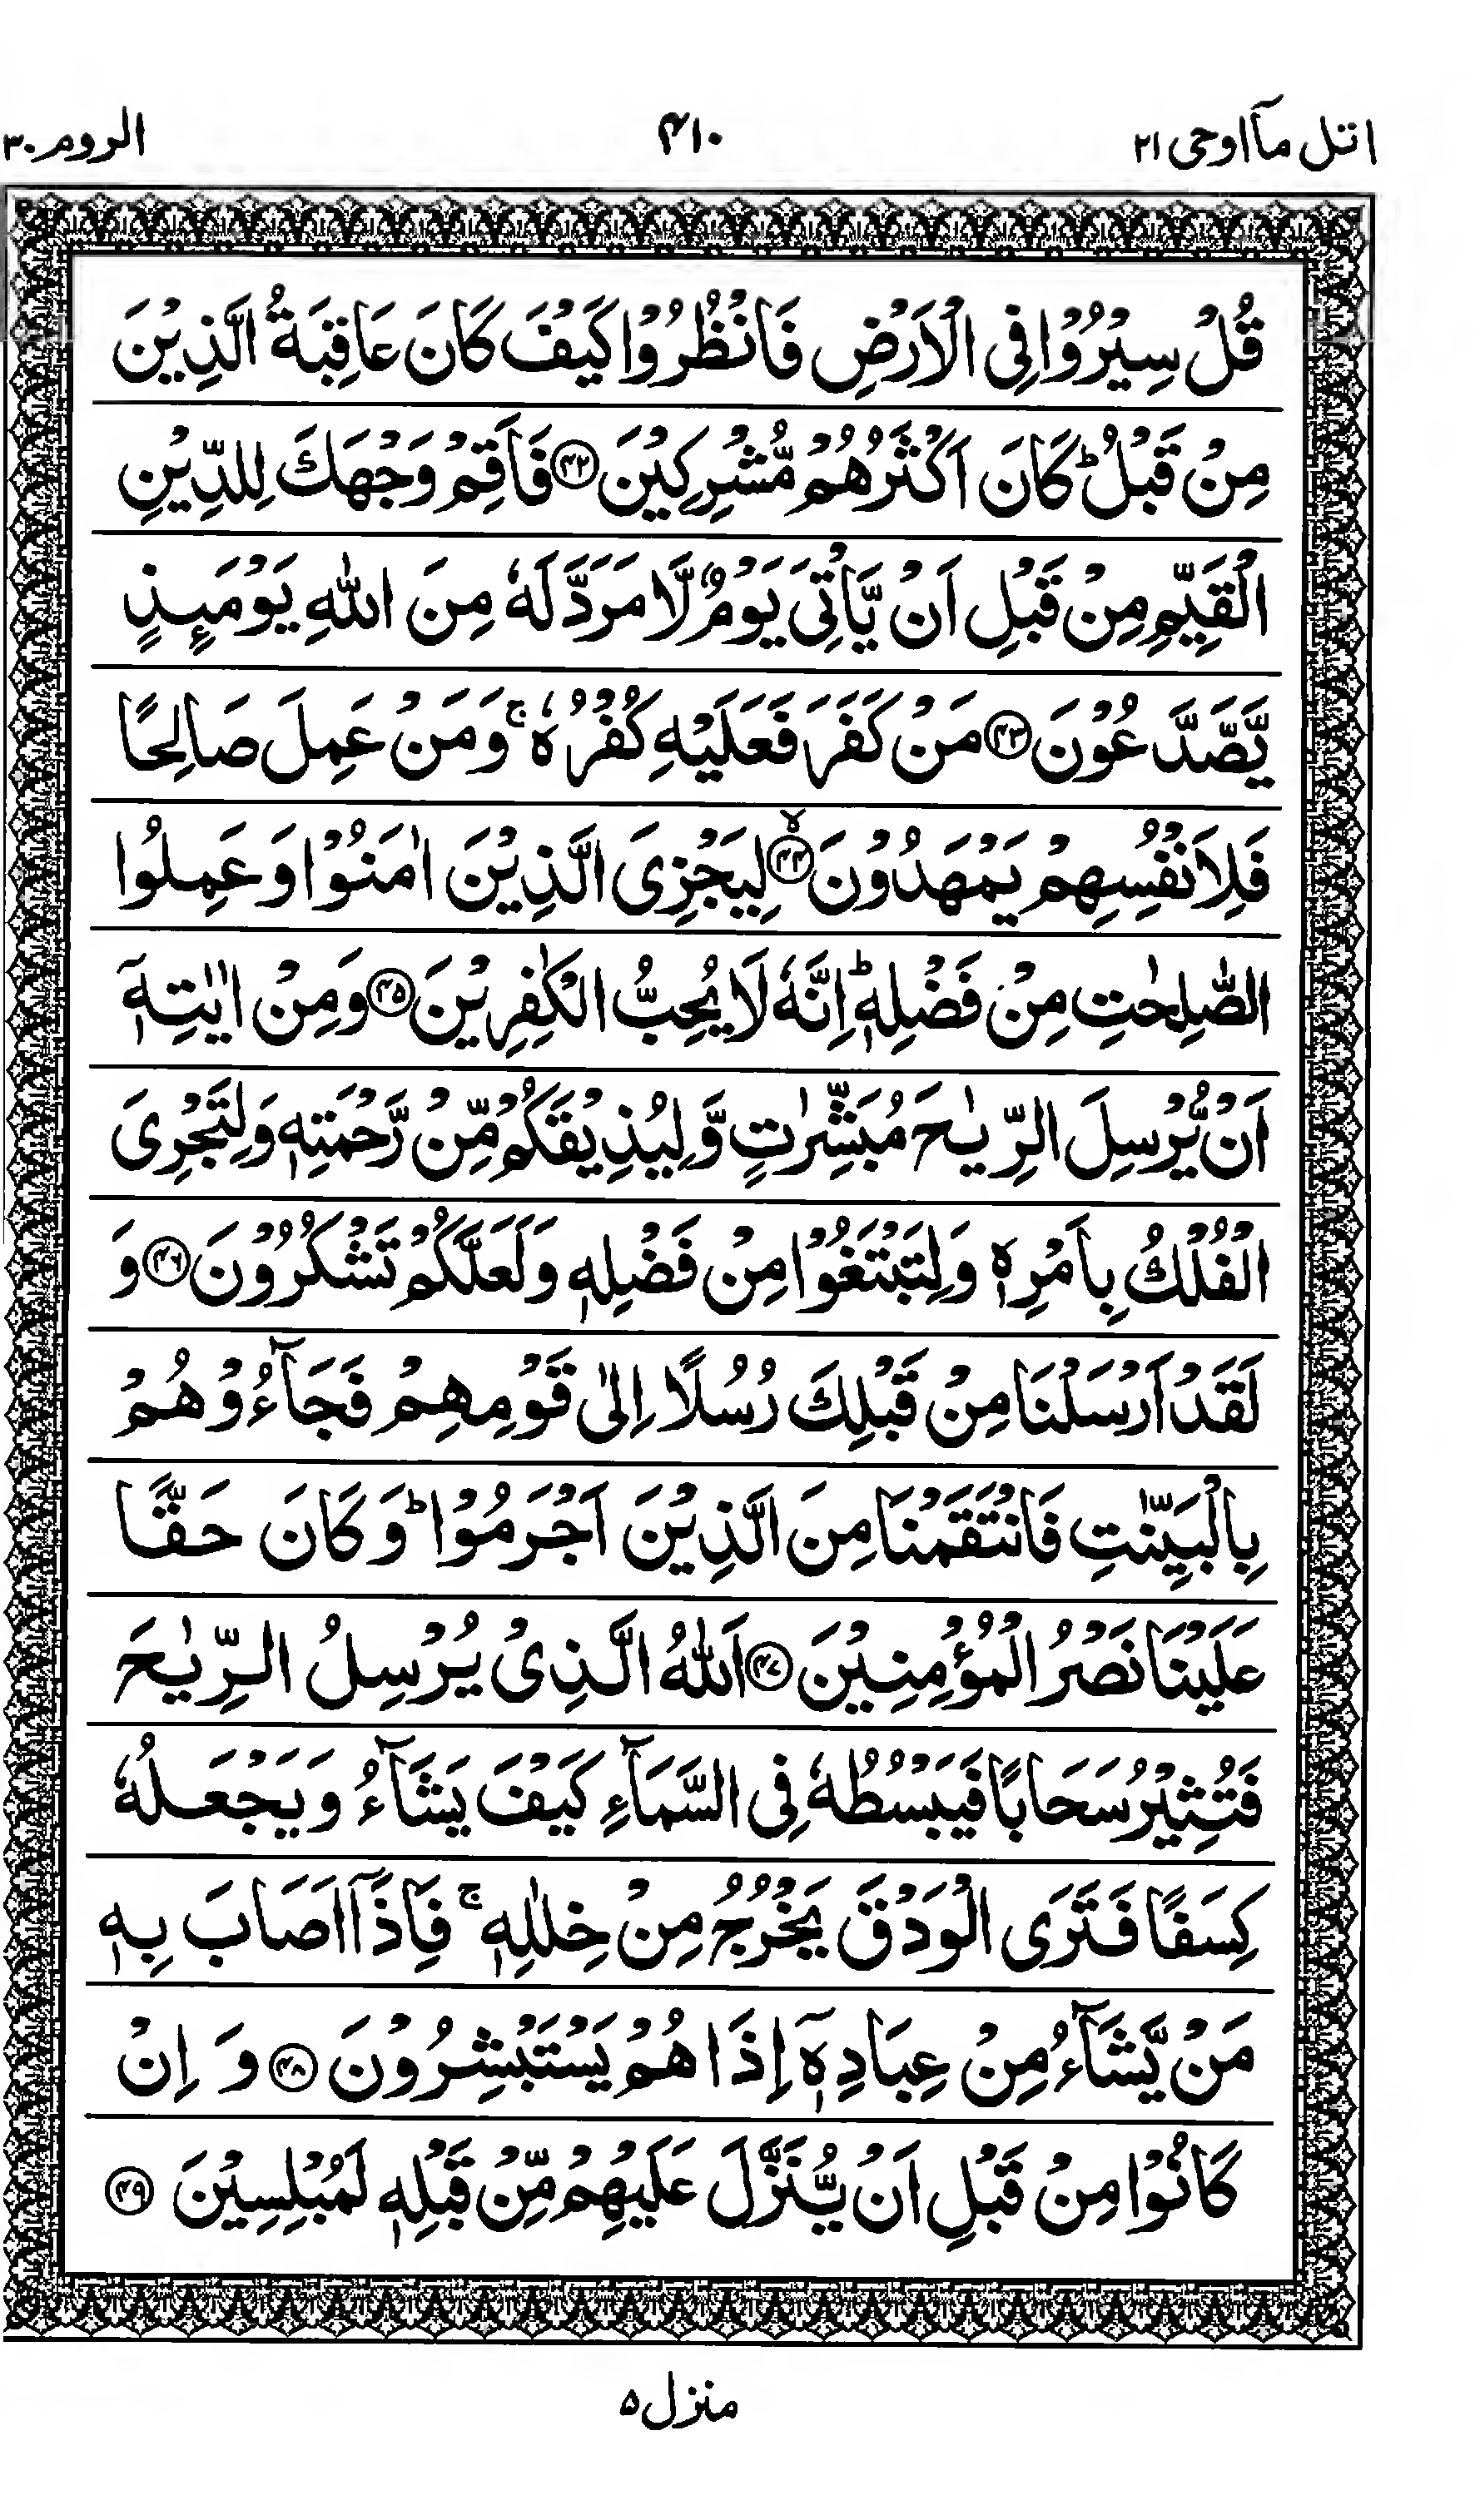 اتل مآاوحی ۲۱
۴۱۰
الروم ۳۰
قُلْ سِيْرُوْا فِي الْاَرْضِ فَانْظُرُوْا كَيْفَ كَانَ عَاقِبَةُ الَّذِيْنَ
مِنْ قَبْلُ ؕ كَانَ اَكْثَرُهُمْ مُّشْرِكِيْنَ ﴿۴۲﴾ فَاَقِمْ وَجْهَكَ لِلدِّيْنِ
الْقَيِّمِ مِنْ قَبْلِ اَنْ يَّاْتِيَ يَوْمٌ لَّا مَرَدَّ لَهٗ مِنَ اللّٰهِ يَوْمَىِٕذٍ
يَّصَّدَّعُوْنَ ﴿۴۳﴾ مَنْ كَفَرَ فَعَلَيْهِ كُفْرُهٗ ۚ وَمَنْ عَمِلَ صَالِحًا
فَلِاَنْفُسِهِمْ يَمْهَدُوْنَ ﴿۴۴﴾ۙ لِيَجْزِيَ الَّذِيْنَ اٰمَنُوْا وَعَمِلُوا
الصّٰلِحٰتِ مِنْ فَضْلِهٖ ؕ اِنَّهٗ لَا يُحِبُّ الْكٰفِرِيْنَ ﴿۴۵﴾ وَمِنْ اٰيٰتِهٖۤ
اَنْ يُّرْسِلَ الرِّيٰحَ مُبَشِّرٰتٍ وَّلِيُذِيْقَكُمْ مِّنْ رَّحْمَتِهٖ وَلِتَجْرِيَ
الْفُلْكُ بِاَمْرِهٖ وَلِتَبْتَغُوْا مِنْ فَضْلِهٖ وَلَعَلَّكُمْ تَشْكُرُوْنَ ﴿۴۶﴾ وَ
لَقَدْ اَرْسَلْنَا مِنْ قَبْلِكَ رُسُلًا اِلٰى قَوْمِهِمْ فَجَآءُوْهُمْ
بِالْبَيِّنٰتِ فَانْتَقَمْنَا مِنَ الَّذِيْنَ اَجْرَمُوْا ؕ وَكَانَ حَقًّا
عَلَيْنَا نَصْرُ الْمُؤْمِنِيْنَ ﴿۴۷﴾ اَللّٰهُ الَّذِيْ يُرْسِلُ الرِّيٰحَ
فَتُثِيْرُ سَحَابًا فَيَبْسُطُهٗ فِي السَّمَآءِ كَيْفَ يَشَآءُ وَيَجْعَلُهٗ
كِسَفًا فَتَرَى الْوَدْقَ يَخْرُجُ مِنْ خِلٰلِهٖ ۚ فَاِذَاۤ اَصَابَ بِهٖ
مَنْ يَّشَآءُ مِنْ عِبَادِهٖۤ اِذَا هُمْ يَسْتَبْشِرُوْنَ ﴿۴۸﴾ وَ اِنْ
كَانُوْا مِنْ قَبْلِ اَنْ يُّنَزَّلَ عَلَيْهِمْ مِّنْ قَبْلِهٖ لَمُبْلِسِيْنَ ﴿۴۹﴾
منزل ۵